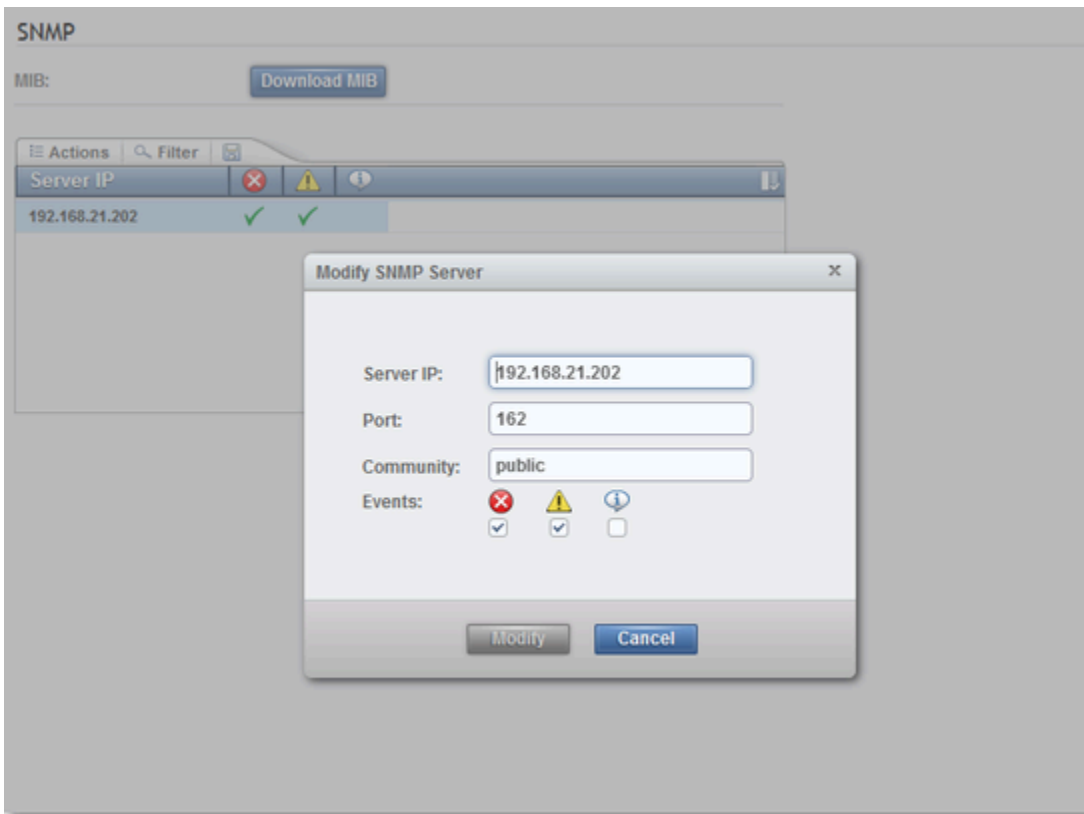 SNMP
MIB: Download MIB
Actions Filter
Server IP
192.168.21.202
Modify SNMP Server x
Server IP: 192.168.21.202
Port: 162
Community: public
Events:
Modify Cancel